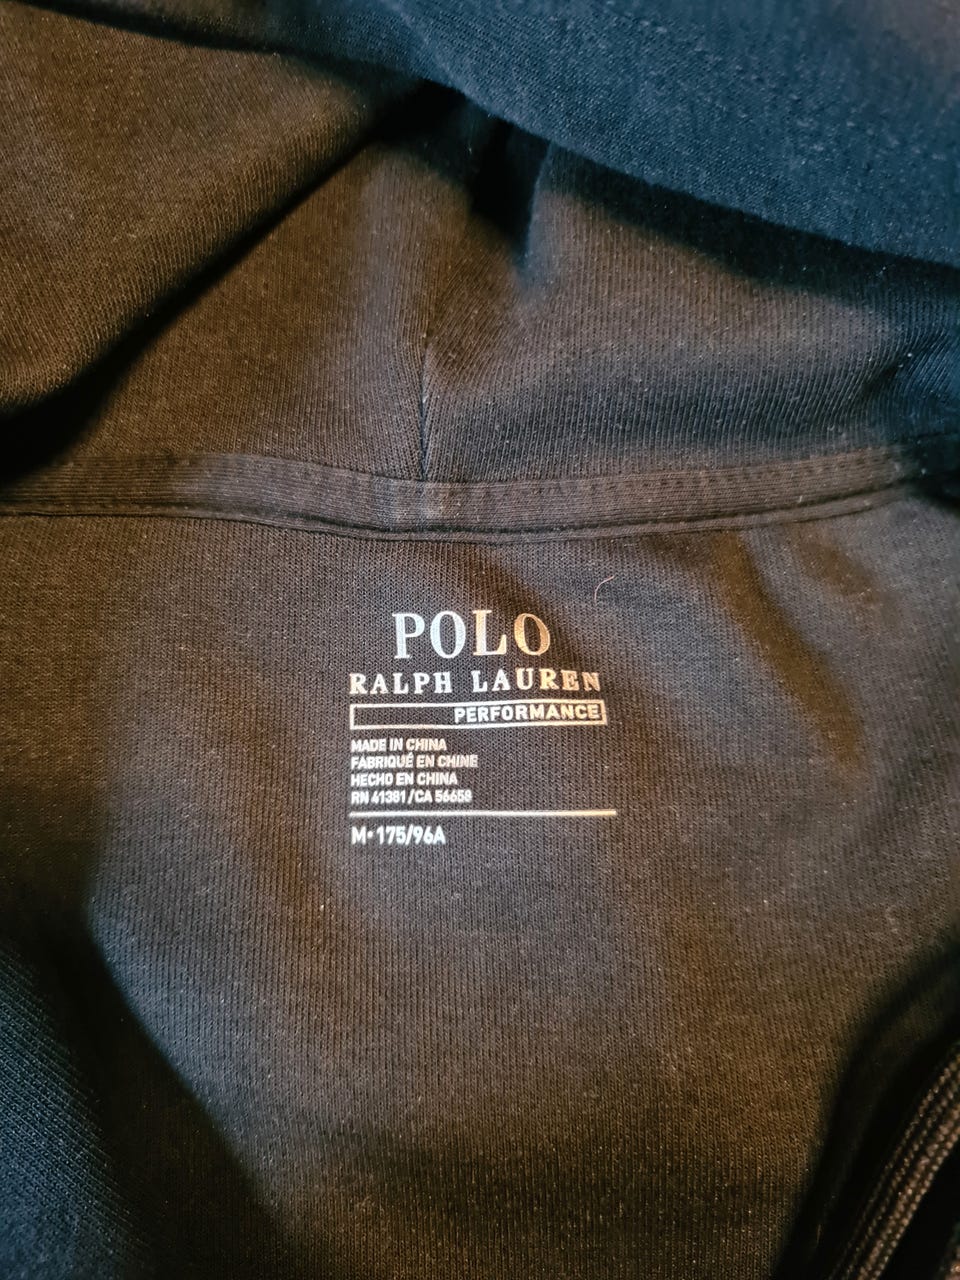 POLO
RALPH LAUREN
PERFORMANCE
MADE IN CHINA
FABRIQUÉ EN CHINE
HECHO EN CHINA
RN 41381/CA 56658
M•175/96A